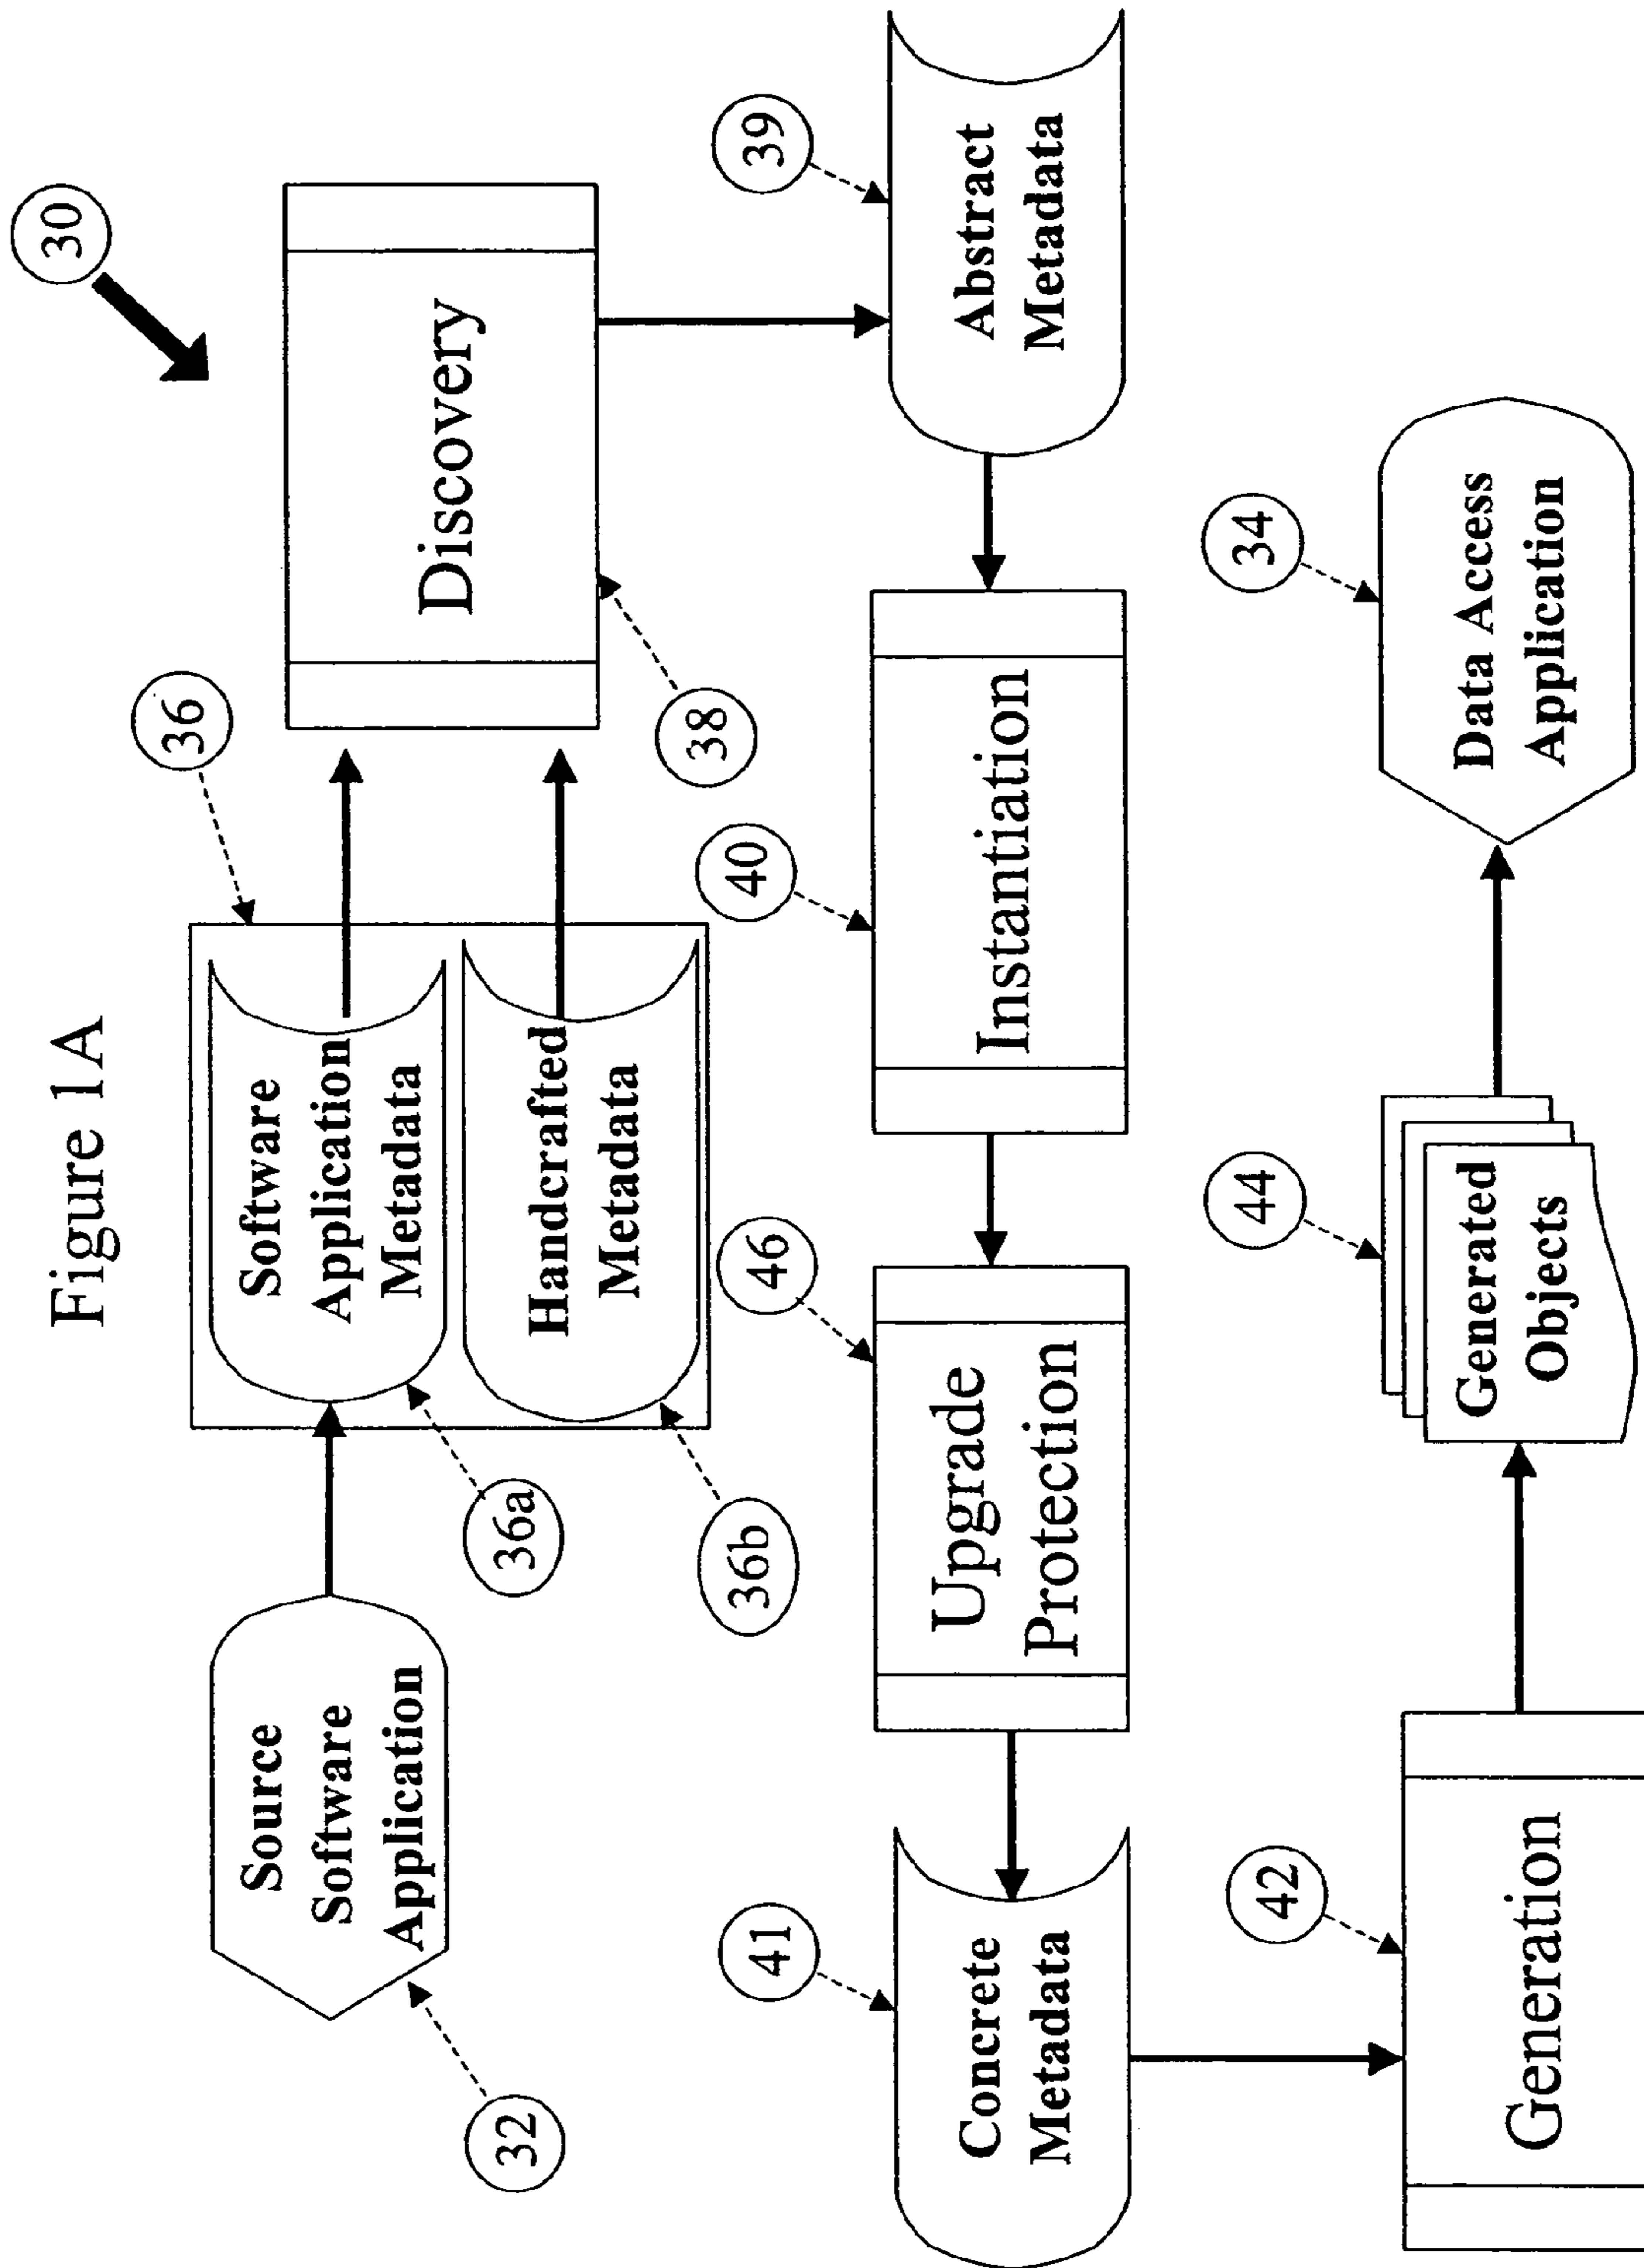 Figure 1A
30
36
Source
Software
Application
Software
Application
Metadata
Discovery
32
36a
Handcrafted
Metadata
38
36b
41
46
40
39
Concrete
Metadata
Upgrade
Protection
Instantiation
Abstract
Metadata
42
44
34
Generation
Generated
Objects
Data Access
Application